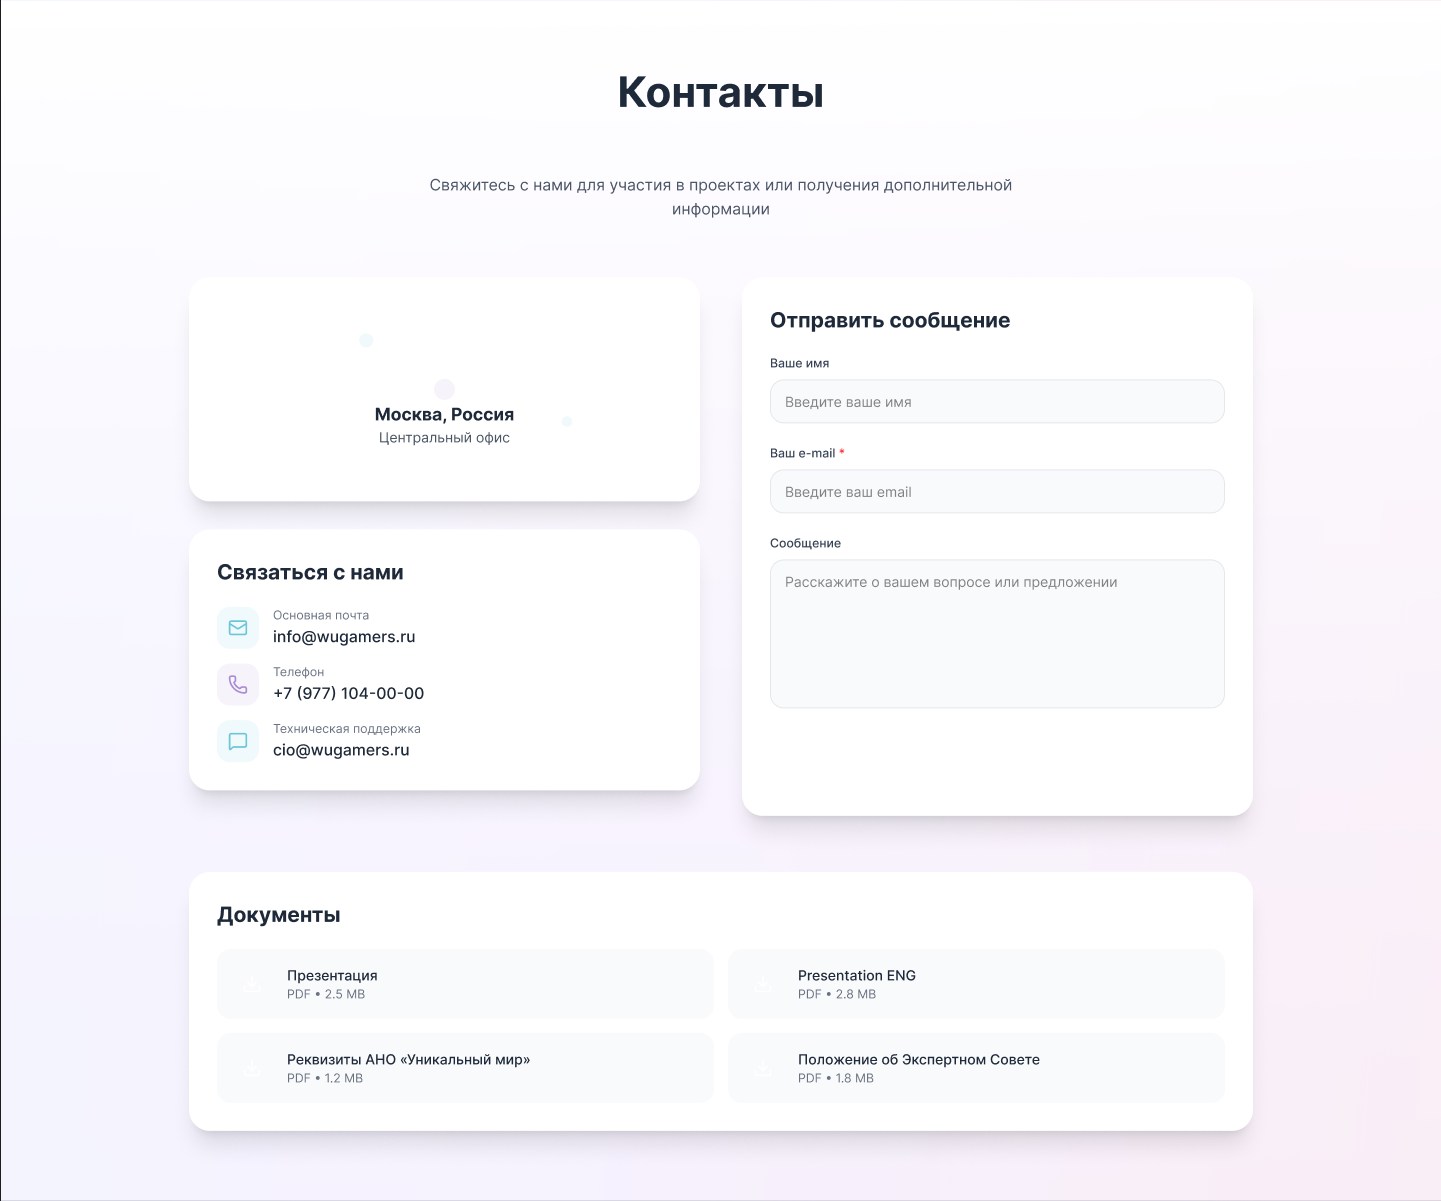 Контакты
Свяжитесь с нами для участия в проектах или получения дополнительной
информации
Москва, Россия
Центральный офис
Связаться с нами
Основная почта
info@wugamers.ru
Телефон
+7 (977) 104-00-00
Техническая поддержка
cio@wugamers.ru
Отправить сообщение
Ваше имя
Введите ваше имя
Ваш e-mail *
Введите ваш email
Сообщение
Расскажите о вашем вопросе или предложении
Документы
Презентация
PDF • 2.5 MB
Presentation ENG
PDF • 2.8 MB
Реквизиты АНО «Уникальный мир»
PDF • 1.2 MB
Положение об Экспертном Совете
PDF • 1.8 MB